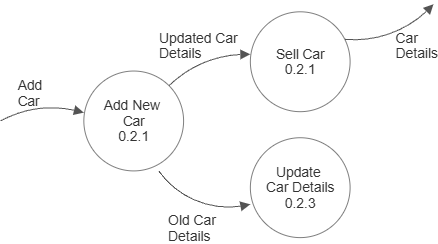 Add
Car
Add New
Car
0.2.1
Updated Car
Details
Sell Car
0.2.1
Car
Details
Old Car
Details
Update
Car Details
0.2.3